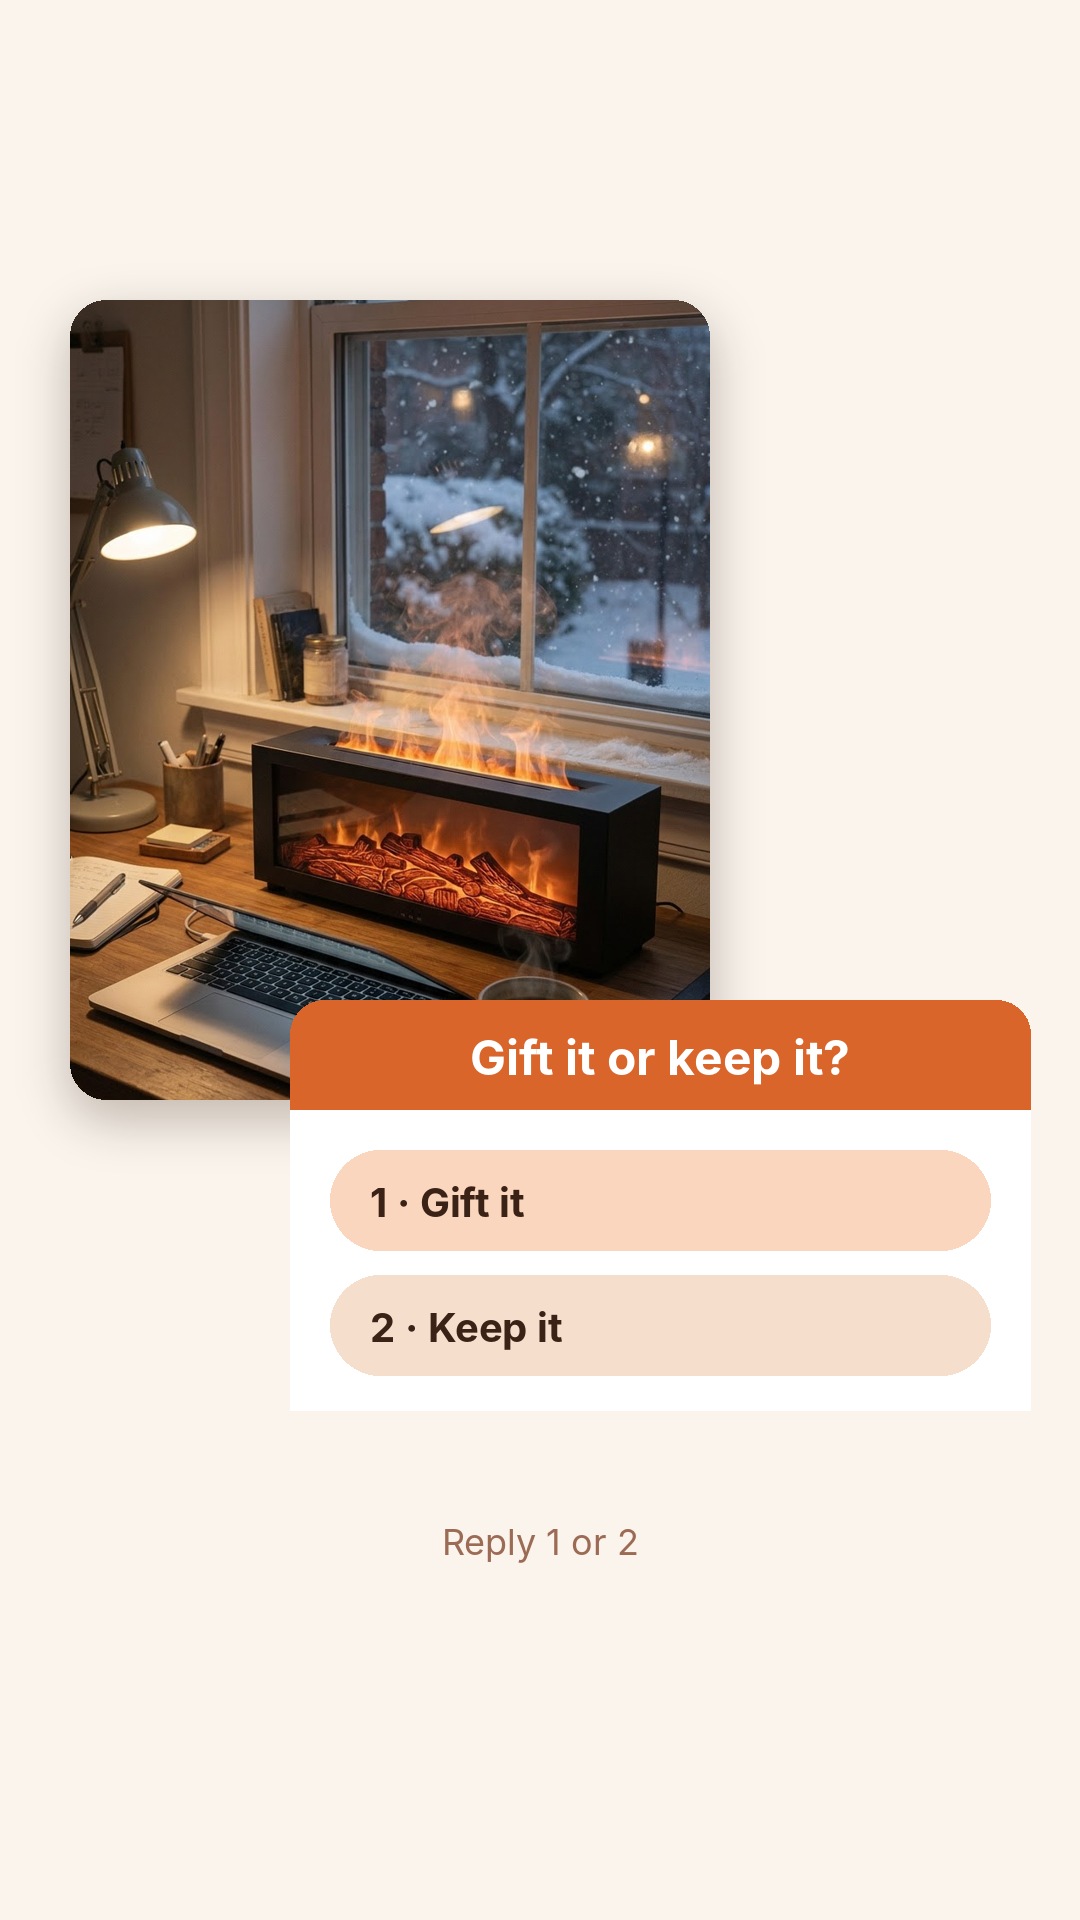 Gift it or keep it?
1 · Gift it
2 · Keep it
Reply 1 or 2